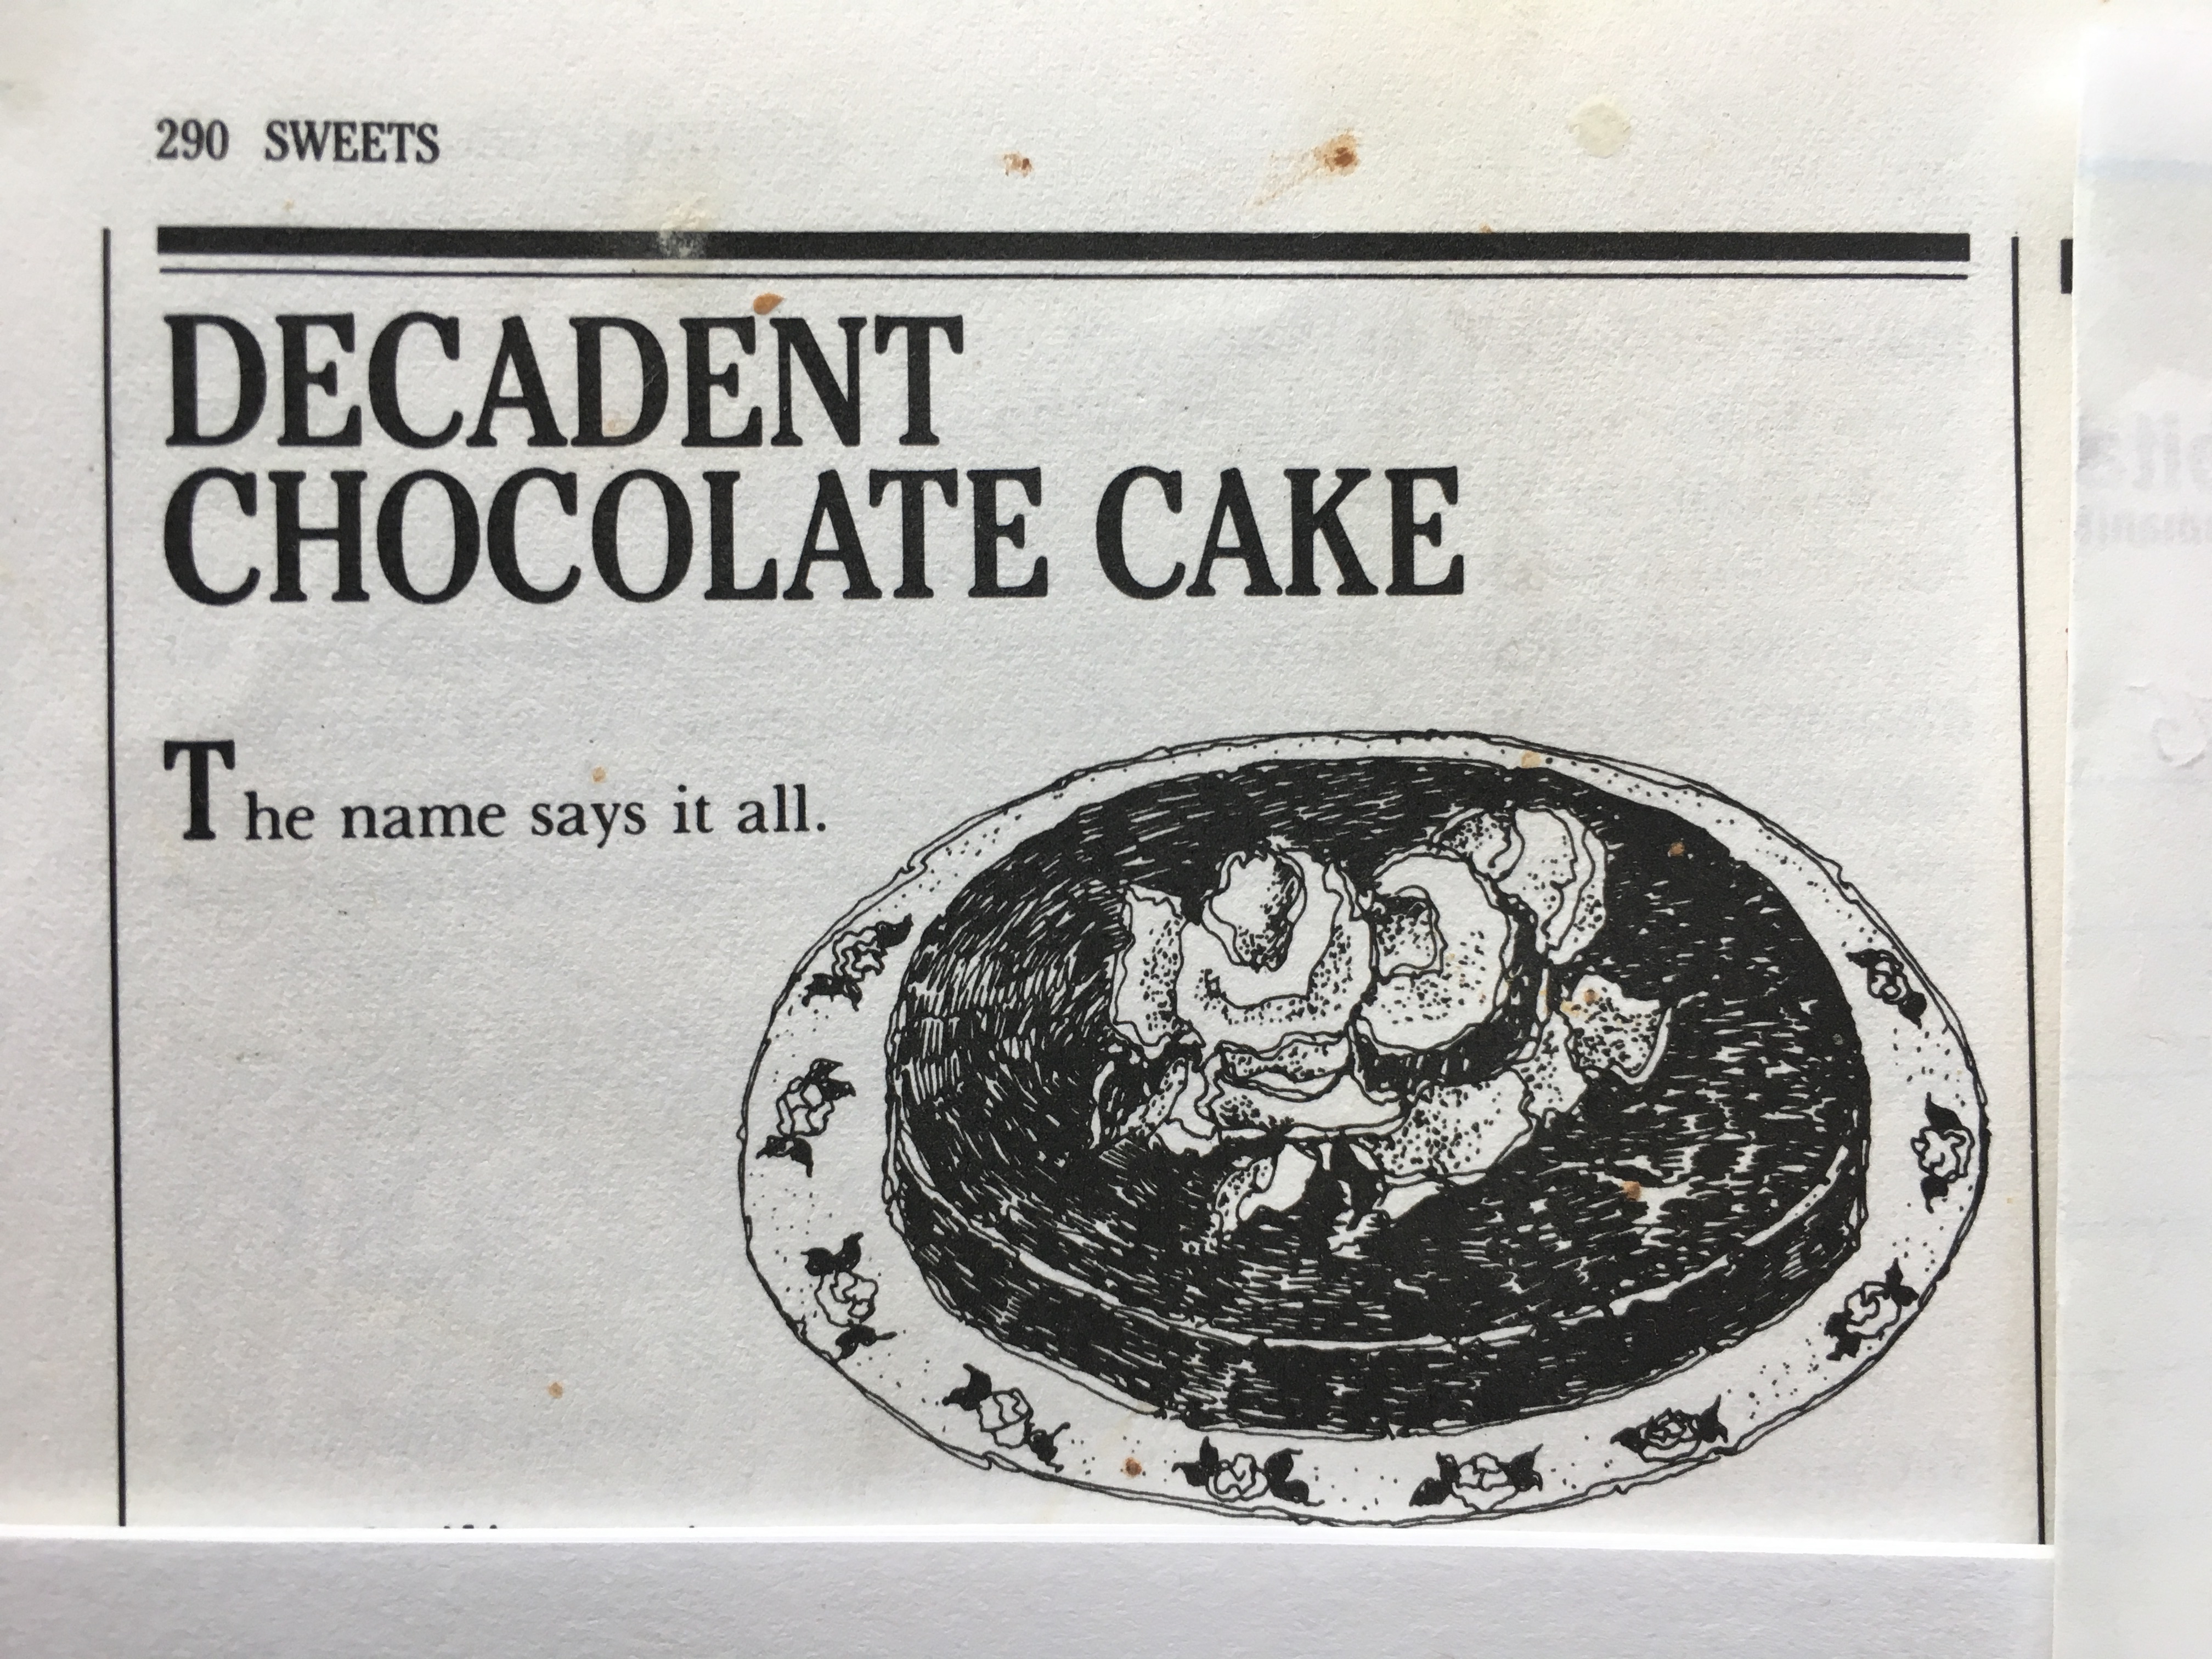 290 SWEETS
DECADENT
CHOCOLATE CAKE
The name says it all.